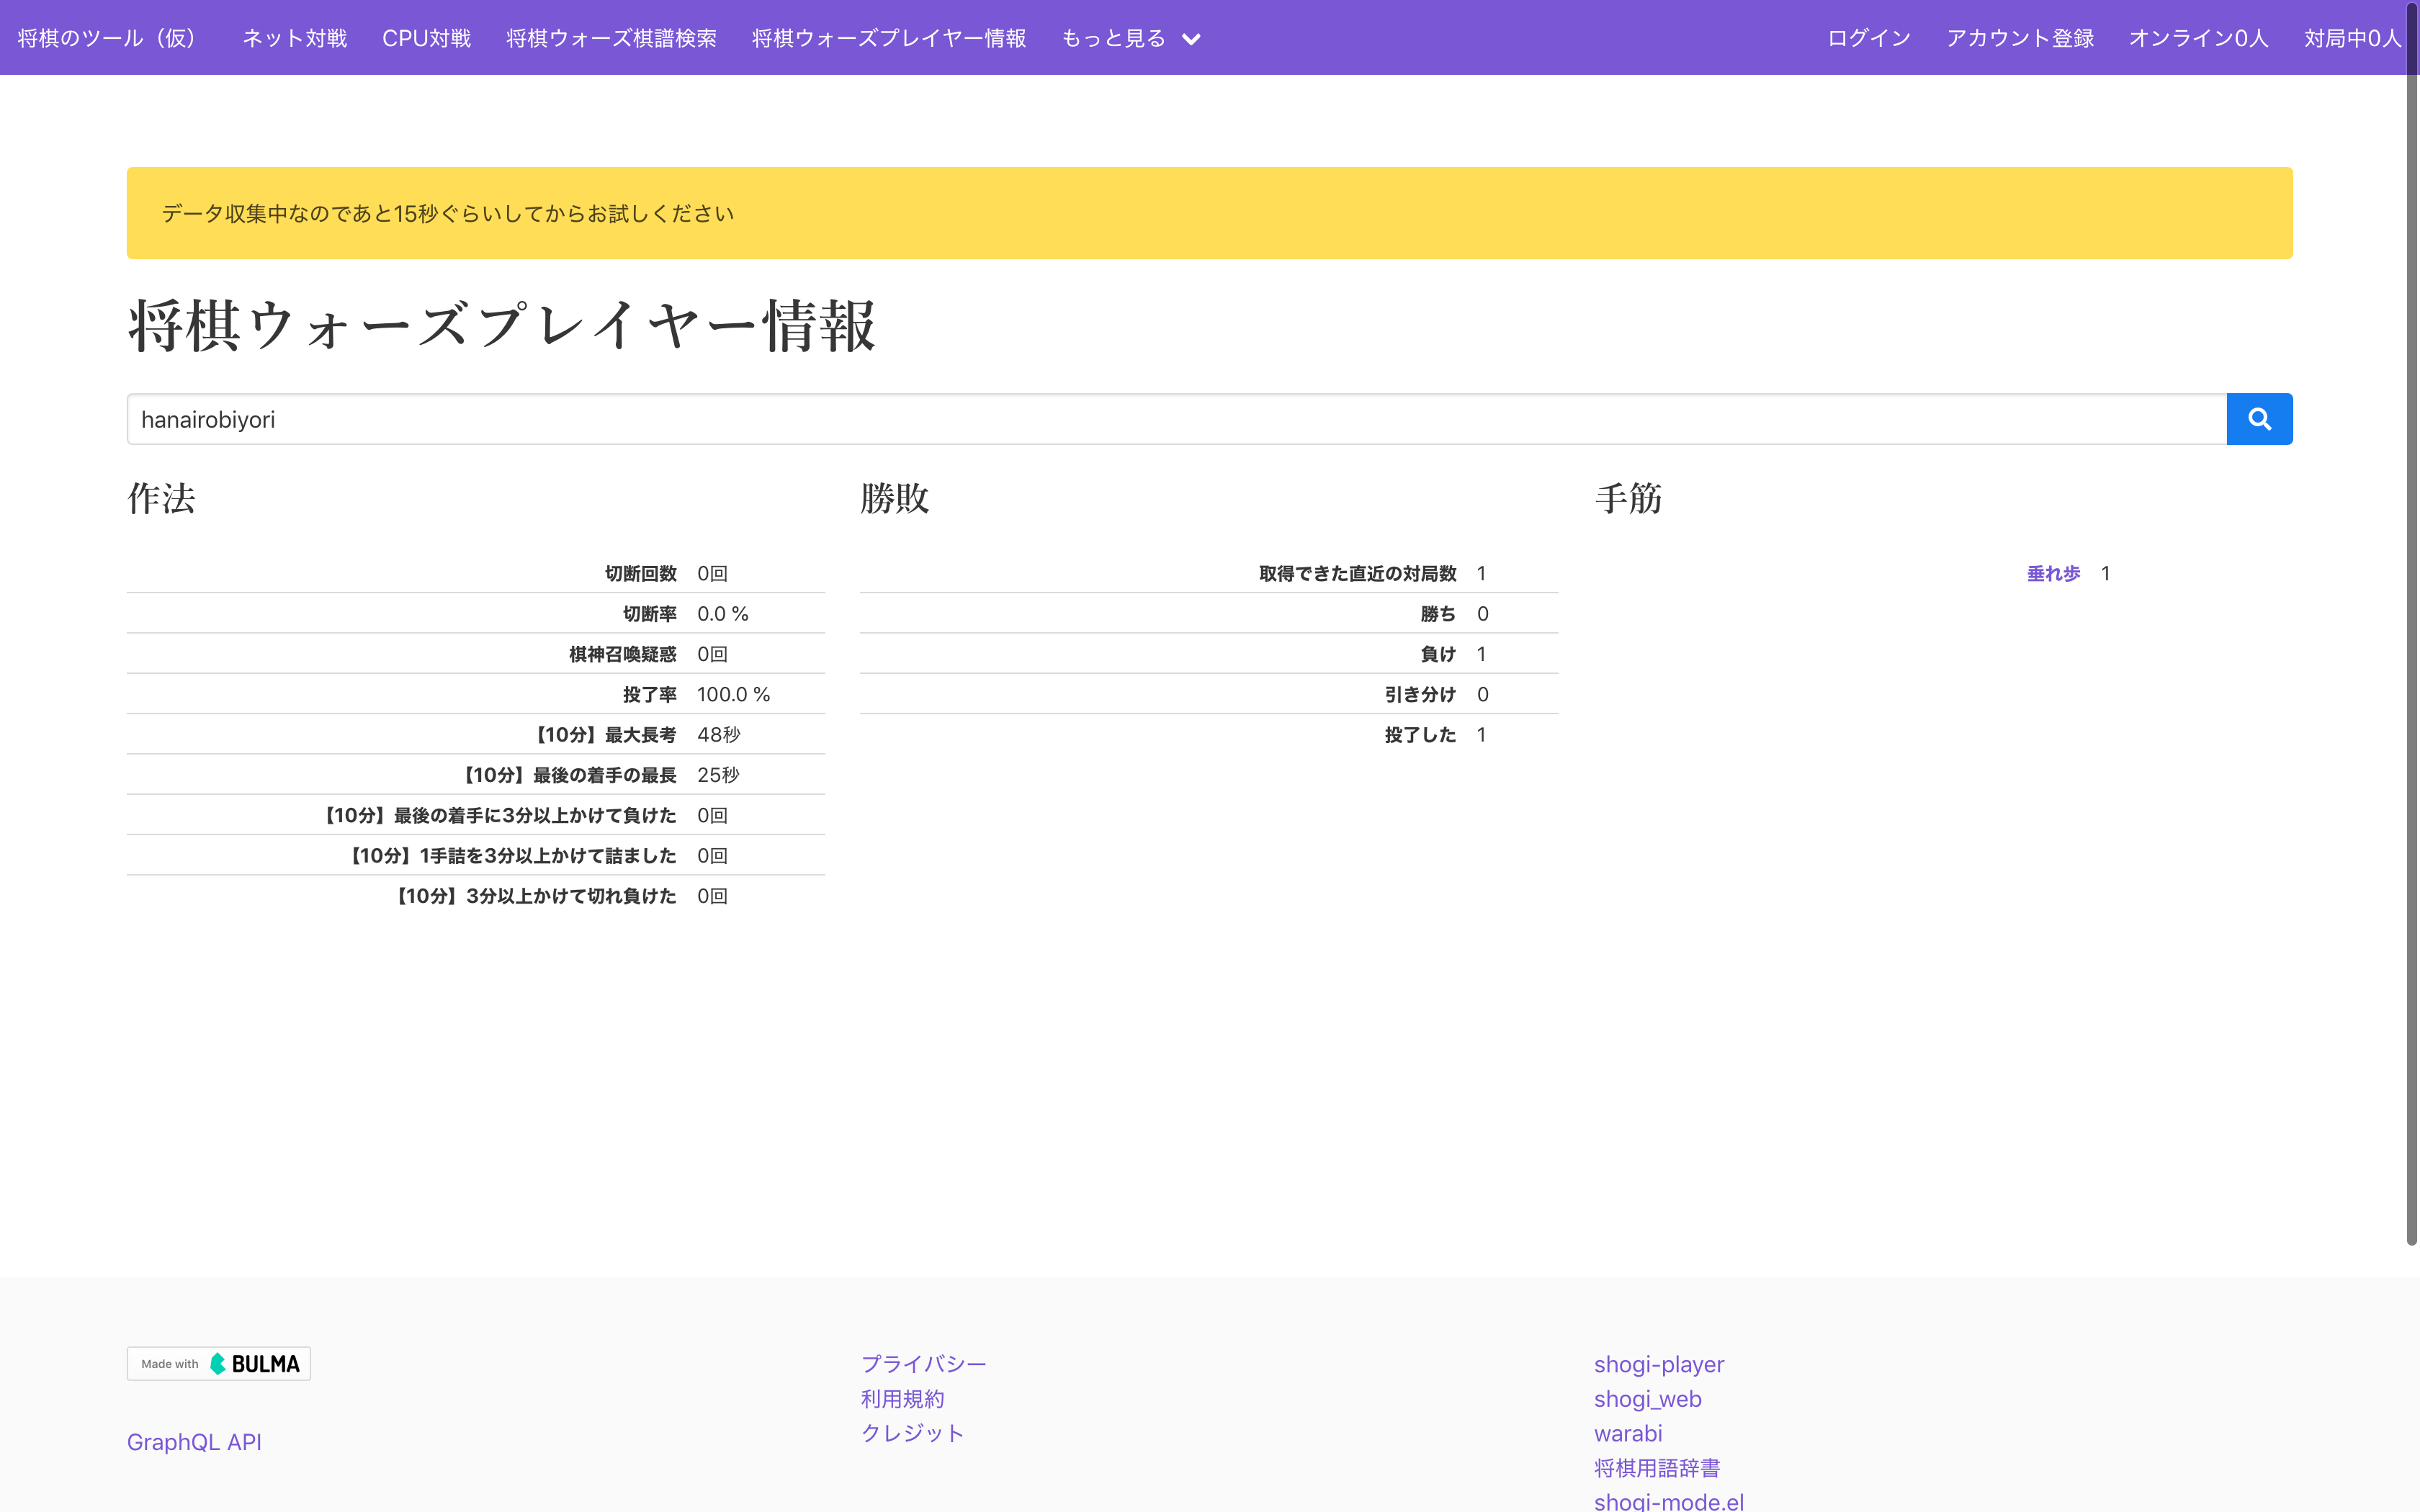 将棋のツール（仮） ネット対戦 CPU対戦 将棋ウォーズ棋譜検索 将棋ウォーズプレイヤー情報 もっと見る ログイン アカウント登録 オンライン0人 対局中0人
データ収集中なのであと15秒ぐらいしてからお試しください
将棋ウォーズプレイヤー情報
hanairobiyori
作法
切断回数 0回
切断率 0.0 %
棋神召喚疑惑 0回
投了率 100.0 %
【10分】最大長考 48秒
【10分】最後の着手の最長 25秒
【10分】最後の着手に3分以上かけて負けた 0回
【10分】1手詰を3分以上かけて詰ました 0回
【10分】3分以上かけて切れ負けた 0回
勝敗
取得できた直近の対局数 1
勝ち 0
負け 1
引き分け 0
投了した 1
手筋
垂れ歩 1
Made with BULMA
GraphQL API
プライバシー
利用規約
クレジット
shogi-player
shogi_web
warabi
将棋用語辞書
shogi-mode.el